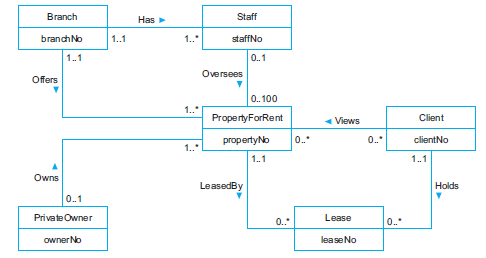 Branch
Has ►
Staff
branchNo
1..1
1..*
staffNo
1..1
0..1
Offers
▼
Oversees
▼
1..*
0..100
PropertyForRent
◄ Views
Client
propertyNo
0..*
0..*
clientNo
1..*
1..1
1..1
▲
Owns
LeasedBy
▼
Holds
▼
0..1
PrivateOwner
0..*
Lease
0..*
ownerNo
leaseNo